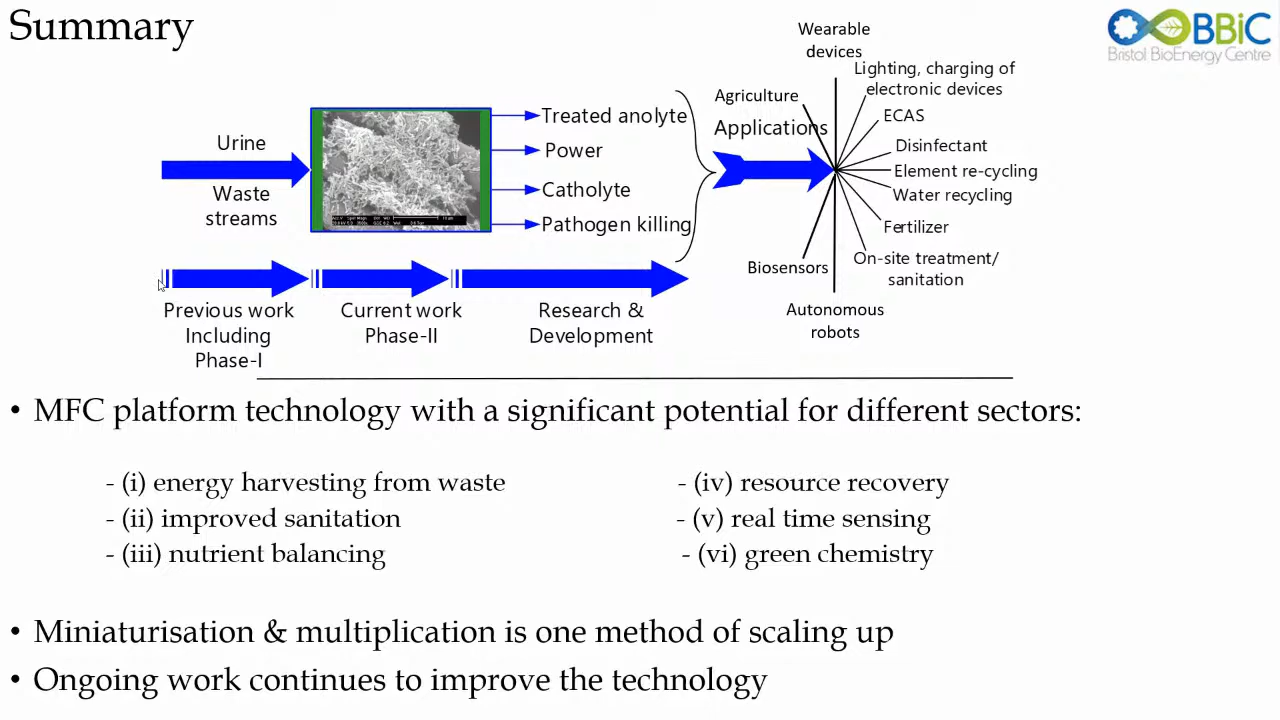 Summary
BBiC
Bristol BioEnergy Centre
Urine
Waste
streams
Treated anolyte
Power
Catholyte
Pathogen killing
Applications
Wearable
devices
Lighting, charging of
electronic devices
Agriculture
ECAS
Disinfectant
Element re-cycling
Water recycling
Fertilizer
On-site treatment/
sanitation
Biosensors
Autonomous
robots
Previous work
Including
Phase-I
Current work
Phase-II
Research &
Development
• MFC platform technology with a significant potential for different sectors:
- (i) energy harvesting from waste
- (ii) improved sanitation
- (iii) nutrient balancing
- (iv) resource recovery
- (v) real time sensing
- (vi) green chemistry
• Miniaturisation & multiplication is one method of scaling up
• Ongoing work continues to improve the technology